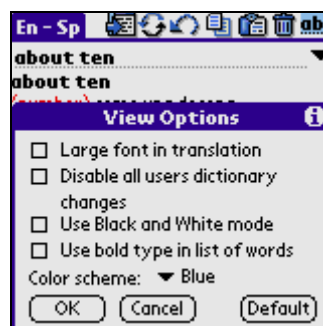 En - Sp
ab
about ten
about ten
View Options
Large font in translation
Disable all users dictionary
changes
Use Black and White mode
Use bold type in list of words
Color scheme: Blue
OK Cancel Default